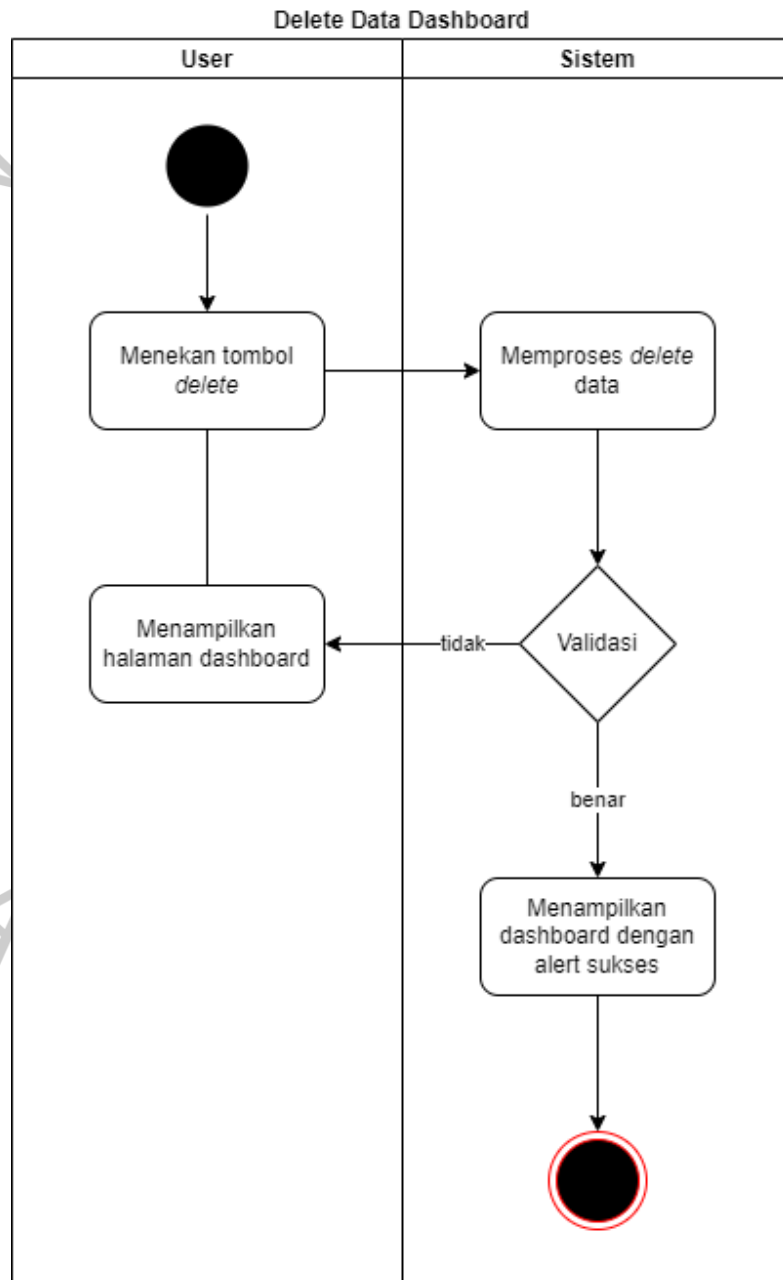 Delete Data Dashboard
User
Sistem
Menekan tombol
delete
Memproses delete
data
Menampilkan
halaman dashboard
tidak
Validasi
benar
Menampilkan
dashboard dengan
alert sukses